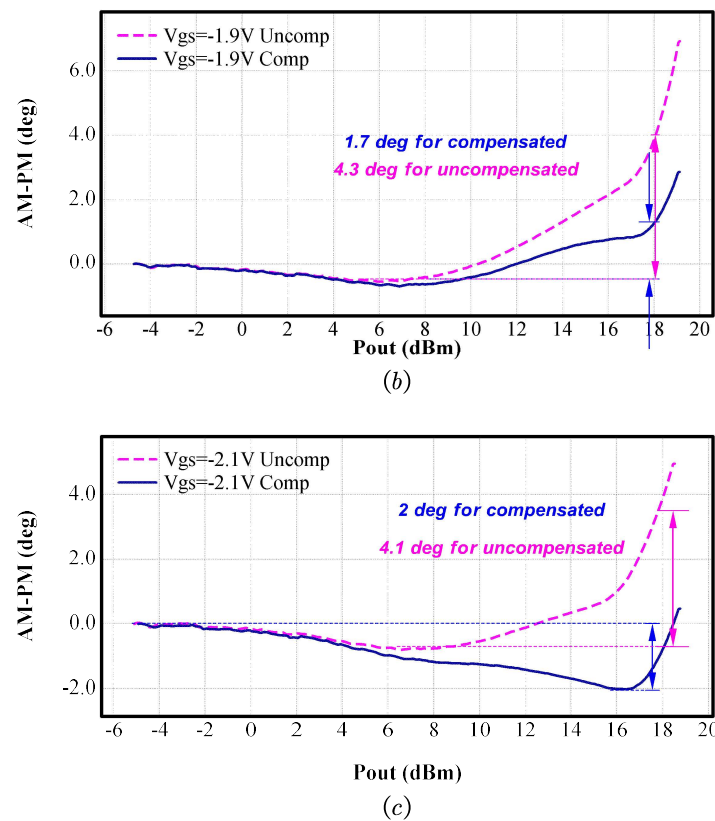 Vgs=-1.9V Uncomp
Vgs=-1.9V Comp
6.0
4.0
2.0
0.0
AM-PM (deg)
1.7 deg for compensated
4.3 deg for uncompensated
-6 -4 -2 0 2 4 6 8 10 12 14 16 18 20
Pout (dBm)
(b)
Vgs=-2.1V Uncomp
Vgs=-2.1V Comp
4.0
2.0
0.0
-2.0
AM-PM (deg)
2 deg for compensated
4.1 deg for uncompensated
-6 -4 -2 0 2 4 6 8 10 12 14 16 18 20
Pout (dBm)
(c)